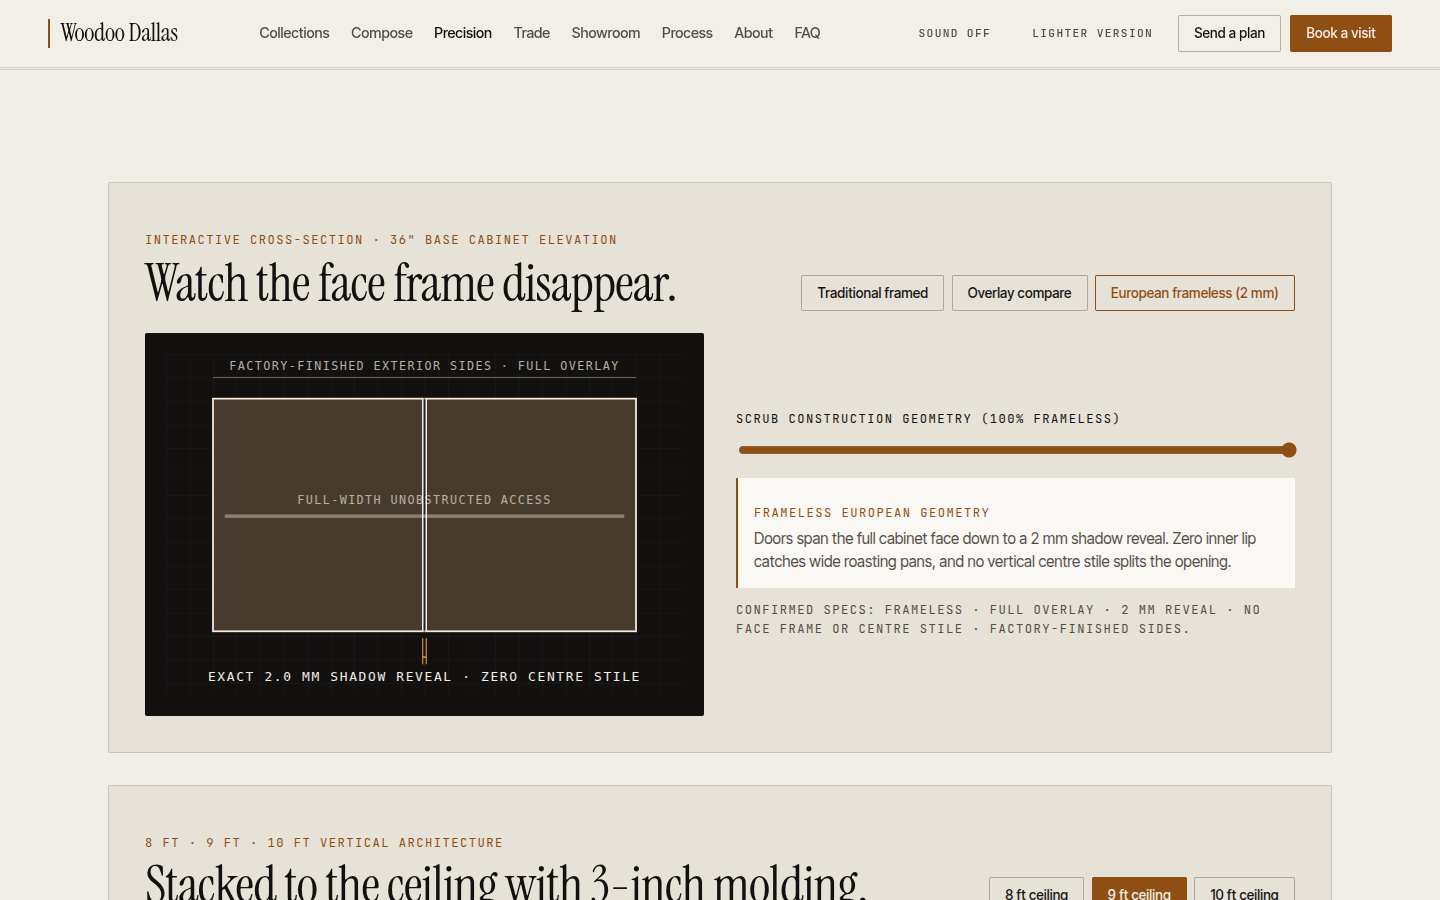 Woodoo Dallas
Collections
Compose
Precision
Trade
Showroom
Process
About
FAQ
SOUND OFF
LIGHTER VERSION
Send a plan
Book a visit
INTERACTIVE CROSS-SECTION · 36" BASE CABINET ELEVATION
Watch the face frame disappear.
Traditional framed
Overlay compare
European frameless (2 mm)
FACTORY-FINISHED EXTERIOR SIDES · FULL OVERLAY
FULL-WIDTH UNOBSTRUCTED ACCESS
EXACT 2.0 MM SHADOW REVEAL · ZERO CENTRE STILE
SCRUB CONSTRUCTION GEOMETRY (100% FRAMELESS)
FRAMELESS EUROPEAN GEOMETRY
Doors span the full cabinet face down to a 2 mm shadow reveal. Zero inner lip
catches wide roasting pans, and no vertical centre stile splits the opening.
CONFIRMED SPECS: FRAMELESS · FULL OVERLAY · 2 MM REVEAL · NO
FACE FRAME OR CENTRE STILE · FACTORY-FINISHED SIDES.
8 FT · 9 FT · 10 FT VERTICAL ARCHITECTURE
Stacked to the ceiling with 3-inch molding.
8 ft ceiling
9 ft ceiling
10 ft ceiling